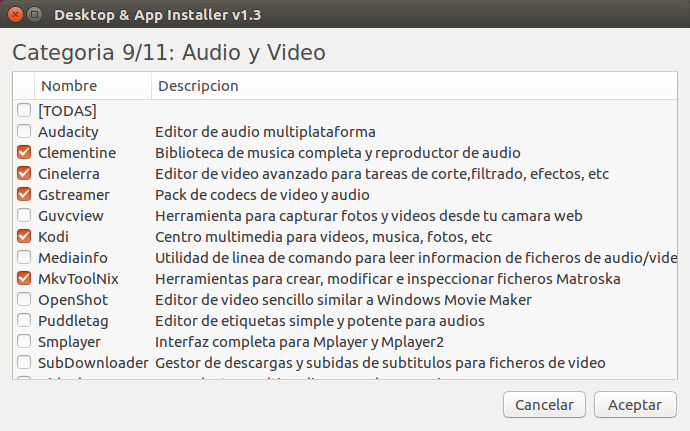 Desktop & App Installer v1.3
Categoria 9/11: Audio y Video
Nombre Descripcion
[TODAS]
Audacity Editor de audio multiplataforma
Clementine Biblioteca de musica completa y reproductor de audio
Cinelerra Editor de video avanzado para tareas de corte,filtrado, efectos, etc
Gstreamer Pack de codecs de video y audio
Guvcview Herramienta para capturar fotos y videos desde tu camara web
Kodi Centro multimedia para videos, musica, fotos, etc
Mediainfo Utilidad de linea de comando para leer informacion de ficheros de audio/vide
MkvToolNix Herramientas para crear, modificar e inspeccionar ficheros Matroska
OpenShot Editor de video sencillo similar a Windows Movie Maker
Puddletag Editor de etiquetas simple y potente para audios
Smplayer Interfaz completa para Mplayer y Mplayer2
SubDownloader Gestor de descargas y subidas de subtitulos para ficheros de video
Cancelar Aceptar